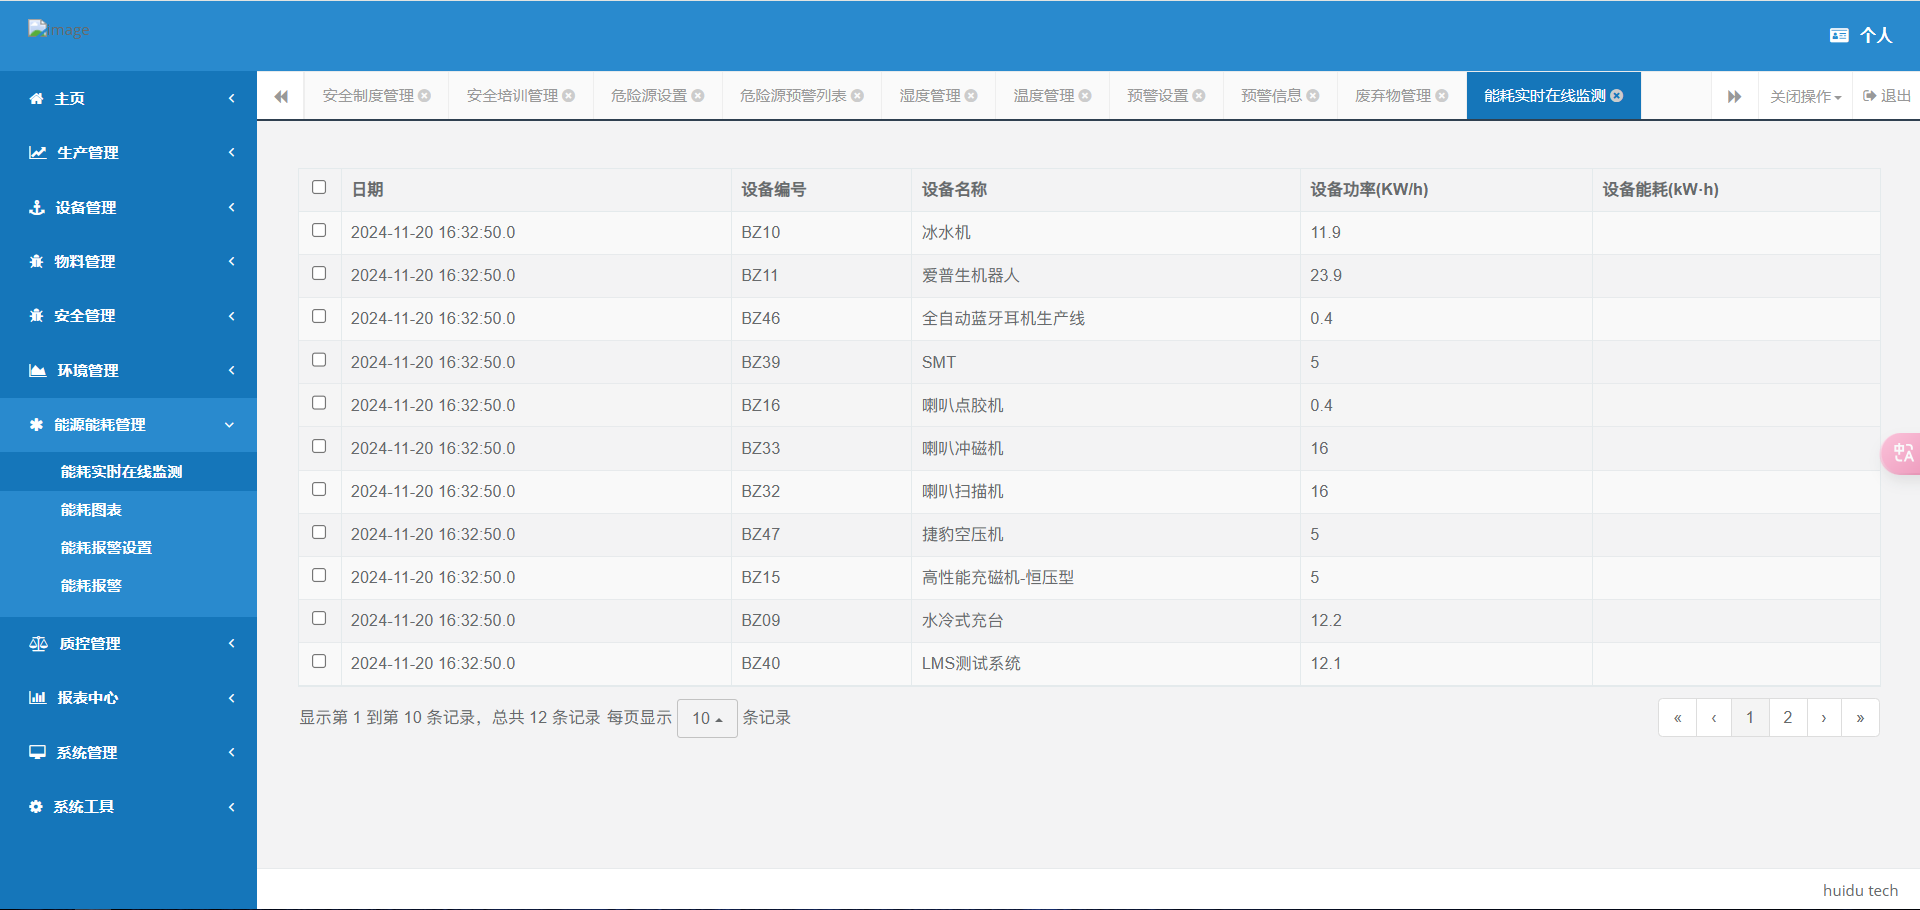 Image
个人
主页
生产管理
设备管理
物料管理
安全管理
环境管理
能源能耗管理
能耗实时在线监测
能耗图表
能耗报警设置
能耗报警
质控管理
报表中心
系统管理
系统工具
安全制度管理 安全培训管理 危险源设置 危险源预警列表 湿度管理 温度管理 预警设置 预警信息 废弃物管理 能耗实时在线监测 关闭操作 退出
日期 设备编号 设备名称 设备功率(KW/h) 设备能耗(kW·h)
2024-11-20 16:32:50.0 BZ10 冰水机 11.9
2024-11-20 16:32:50.0 BZ11 爱普生机器人 23.9
2024-11-20 16:32:50.0 BZ46 全自动蓝牙耳机生产线 0.4
2024-11-20 16:32:50.0 BZ39 SMT 5
2024-11-20 16:32:50.0 BZ16 喇叭点胶机 0.4
2024-11-20 16:32:50.0 BZ33 喇叭冲磁机 16
2024-11-20 16:32:50.0 BZ32 喇叭扫描机 16
2024-11-20 16:32:50.0 BZ47 捷豹空压机 5
2024-11-20 16:32:50.0 BZ15 高性能充磁机-恒压型 5
2024-11-20 16:32:50.0 BZ09 水冷式充台 12.2
2024-11-20 16:32:50.0 BZ40 LMS测试系统 12.1
显示第 1 到第 10 条记录，总共 12 条记录 每页显示 10 条记录
« ‹ 1 2 › »
中A
huidu tech